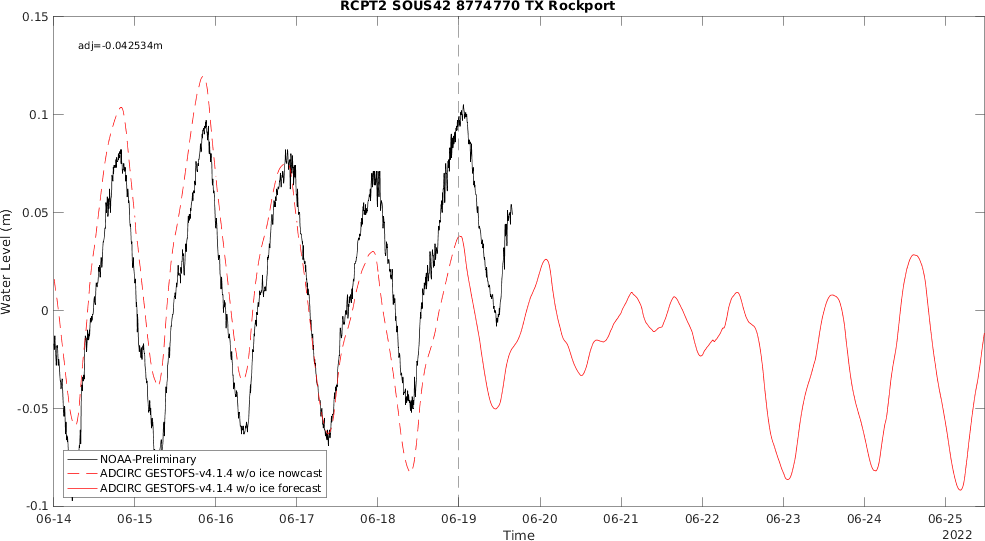 RCPT2 SOUS42 8774770 TX Rockport
adj=-0.042534m
Water Level (m)
0.15
0.1
0.05
0
-0.05
-0.1
NOAA-Preliminary
ADCIRC GESTOFS-v4.1.4 w/o ice nowcast
ADCIRC GESTOFS-v4.1.4 w/o ice forecast
06-14 06-15 06-16 06-17 06-18 06-19 06-20 06-21 06-22 06-23 06-24 06-25
Time
2022